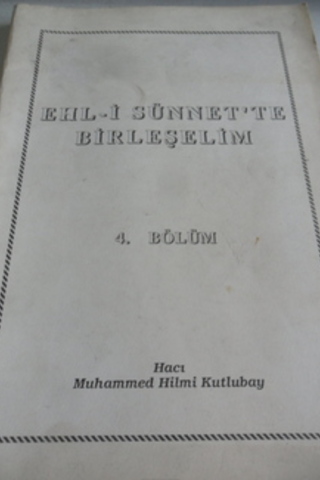 EHL-İ SÜNNET'TE
BİRLEŞELİM
4. BÖLÜM
Hacı
Muhammed Hilmi Kutlubay